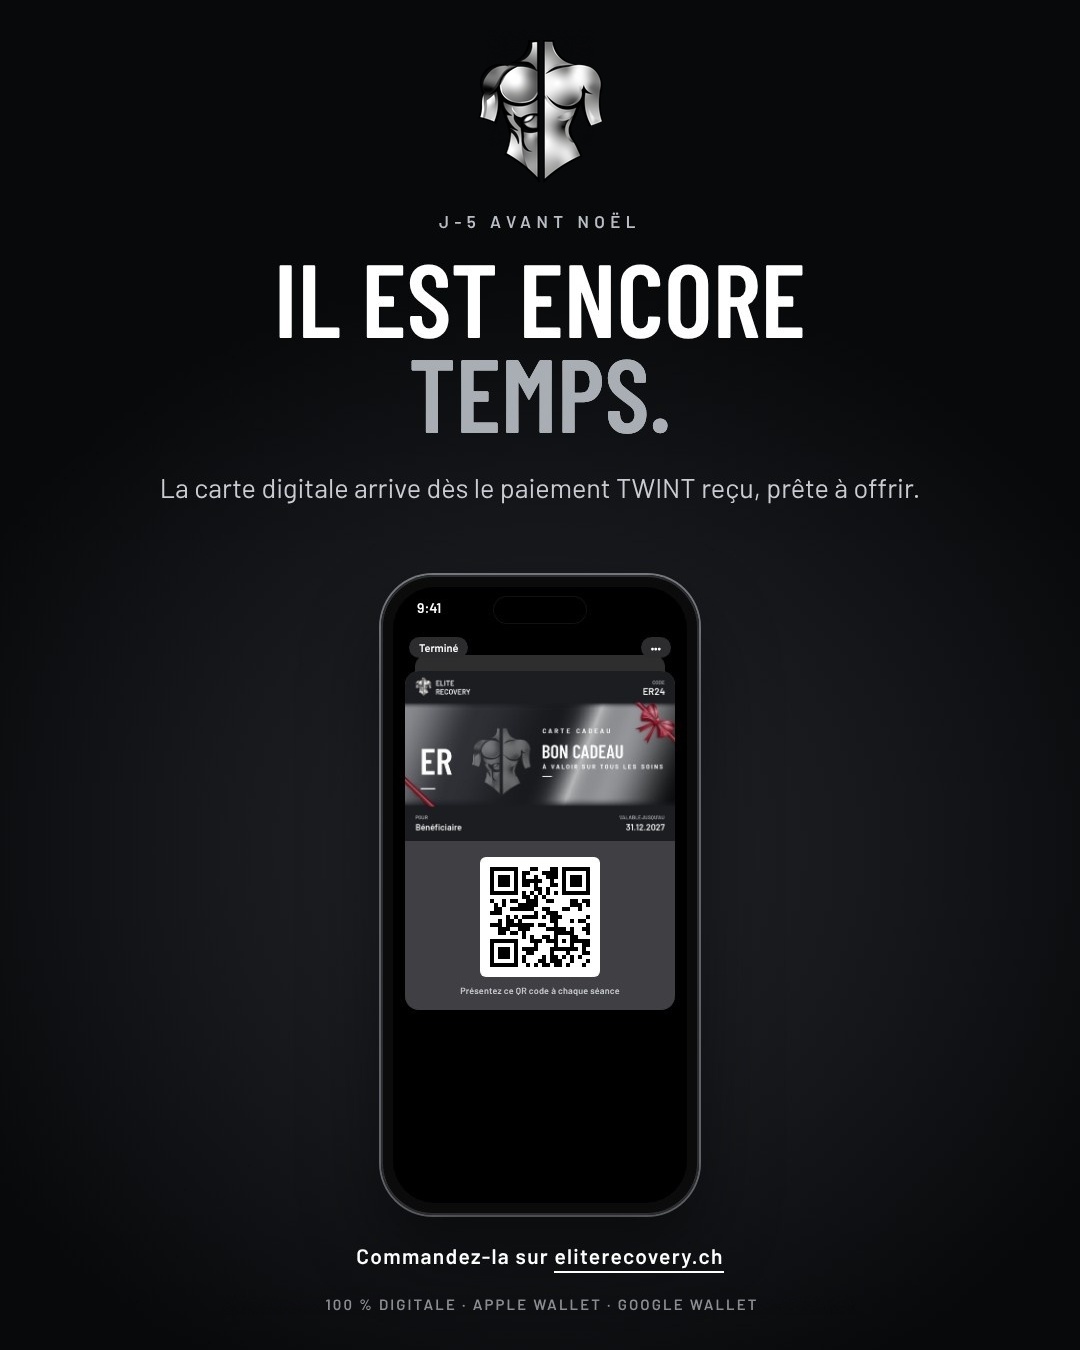 J-5 AVANT NOËL
IL EST ENCORE
TEMPS.
La carte digitale arrive dès le paiement TWINT reçu, prête à offrir.
9:41
Terminé
ELITE
RECOVERY
CODE
ER24
CARTE CADEAU
BON CADEAU
À VALOIR SUR TOUS LES SOINS
ER
POUR
Bénéficiaire
VALABLE JUSQU'AU
31.12.2027
Présentez ce QR code à chaque séance
Commandez-la sur eliterecovery.ch
100 % DIGITALE · APPLE WALLET · GOOGLE WALLET